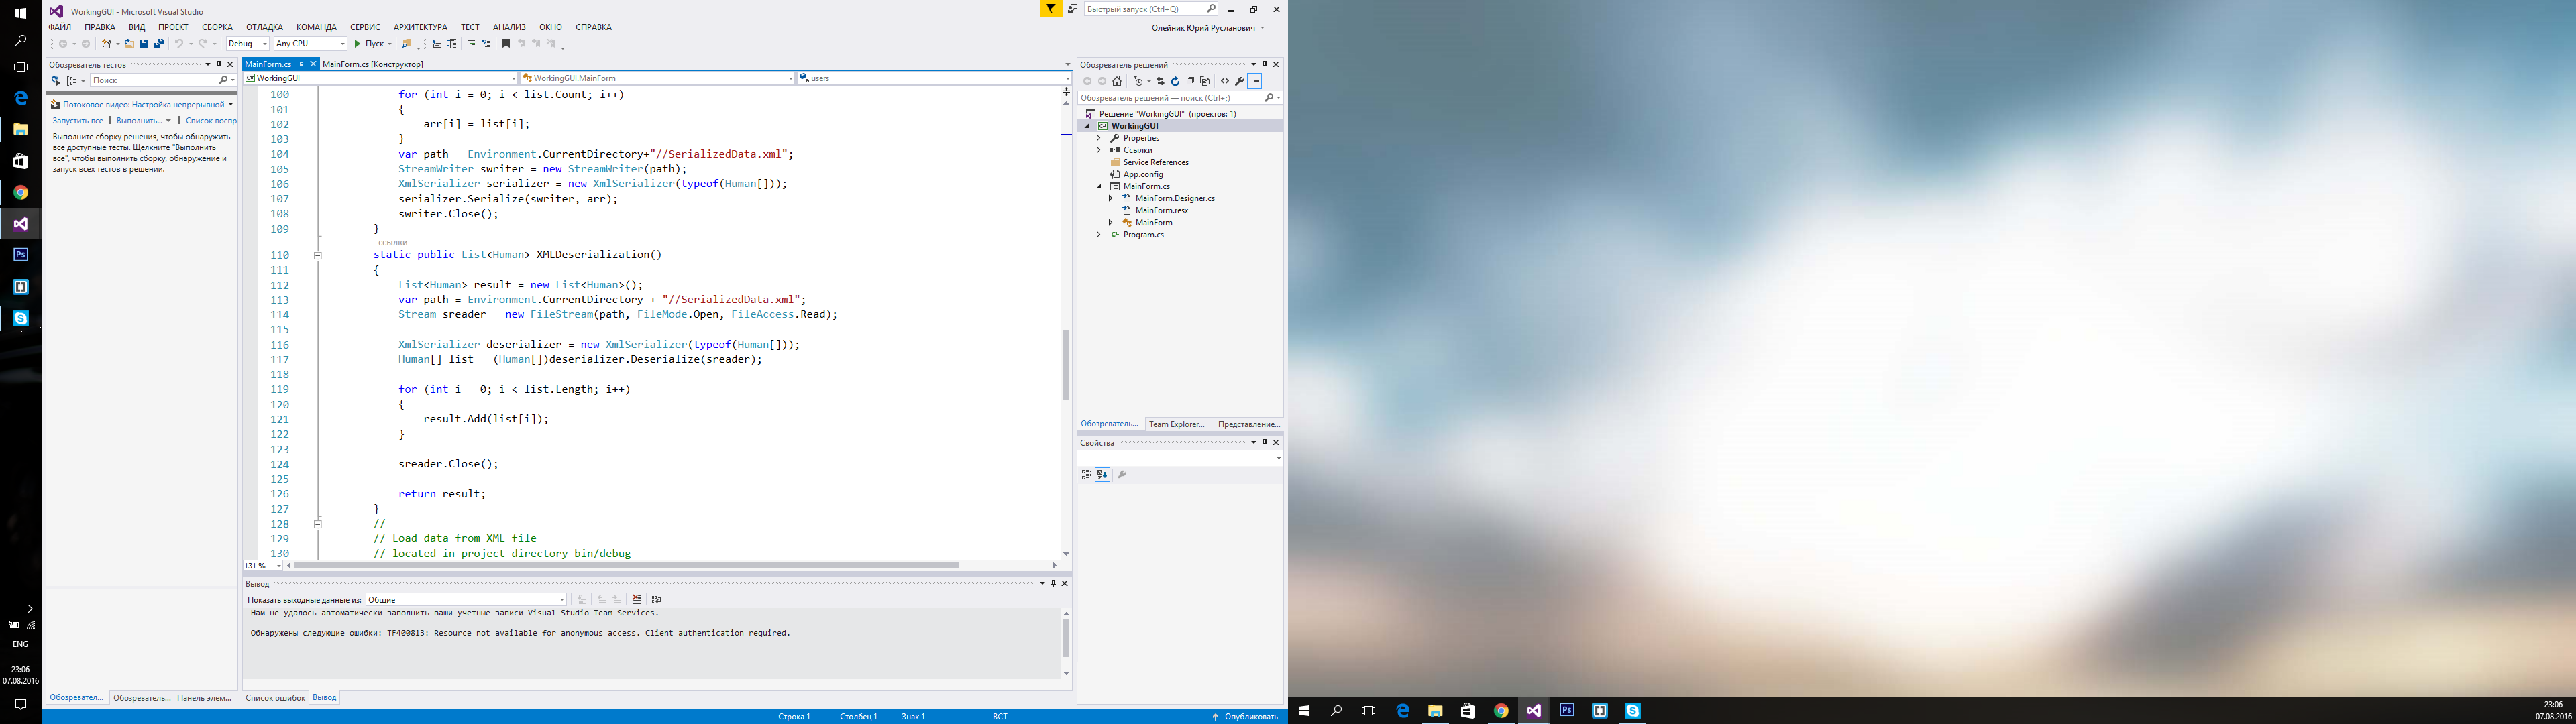 WorkingGUI - Microsoft Visual Studio
Быстрый запуск (Ctrl+Q)
ФАЙЛ ПРАВКА ВИД ПРОЕКТ СБОРКА ОТЛАДКА КОМАНДА СЕРВИС АРХИТЕКТУРА ТЕСТ АНАЛИЗ ОКНО СПРАВКА
Олейник Юрий Русланович
Debug Any CPU Пуск
Обозреватель тестов
Поиск
Потоковое видео: Настройка непрерывной
Запустить все | Выполнить... | Список воспр
Выполните сборку решения, чтобы обнаружить
все доступные тесты. Щелкните "Выполнить
все", чтобы выполнить сборку, обнаружение и
запуск всех тестов в решении.
MainForm.cs MainForm.cs [Конструктор]
WorkingGUI WorkingGUI.MainForm users
100 for (int i = 0; i < list.Count; i++)
101 {
102 arr[i] = list[i];
103 }
104 var path = Environment.CurrentDirectory+"//SerializedData.xml";
105 StreamWriter swriter = new StreamWriter(path);
106 XmlSerializer serializer = new XmlSerializer(typeof(Human[]));
107 serializer.Serialize(swriter, arr);
108 swriter.Close();
109 }
- ссылки
110 static public List<Human> XMLDeserialization()
111 {
112 List<Human> result = new List<Human>();
113 var path = Environment.CurrentDirectory + "//SerializedData.xml";
114 Stream sreader = new FileStream(path, FileMode.Open, FileAccess.Read);
115
116 XmlSerializer deserializer = new XmlSerializer(typeof(Human[]));
117 Human[] list = (Human[])deserializer.Deserialize(sreader);
118
119 for (int i = 0; i < list.Length; i++)
120 {
121 result.Add(list[i]);
122 }
123
124 sreader.Close();
125
126 return result;
127 }
128 //
129 // Load data from XML file
130 // located in project directory bin/debug
131 %
Вывод
Показать выходные данные из: Общие
Нам не удалось автоматически заполнить ваши учетные записи Visual Studio Team Services.
Обнаружены следующие ошибки: TF400813: Resource not available for anonymous access. Client authentication required.
Обозревател... Обозреватель... Панель элем...
Список ошибок Вывод
Обозреватель решений
Обозреватель решений — поиск (Ctrl+;)
Решение "WorkingGUI" (проектов: 1)
C# WorkingGUI
Properties
Ссылки
Service References
App.config
MainForm.cs
MainForm.Designer.cs
MainForm.resx
MainForm
C# Program.cs
Обозреватель... Team Explorer... Представление...
Свойства
Строка 1 Столбец 1 Знак 1 ВСТ Опубликовать
Ps
ENG
23:06
07.08.2016
Ps
23:06
07.08.2016